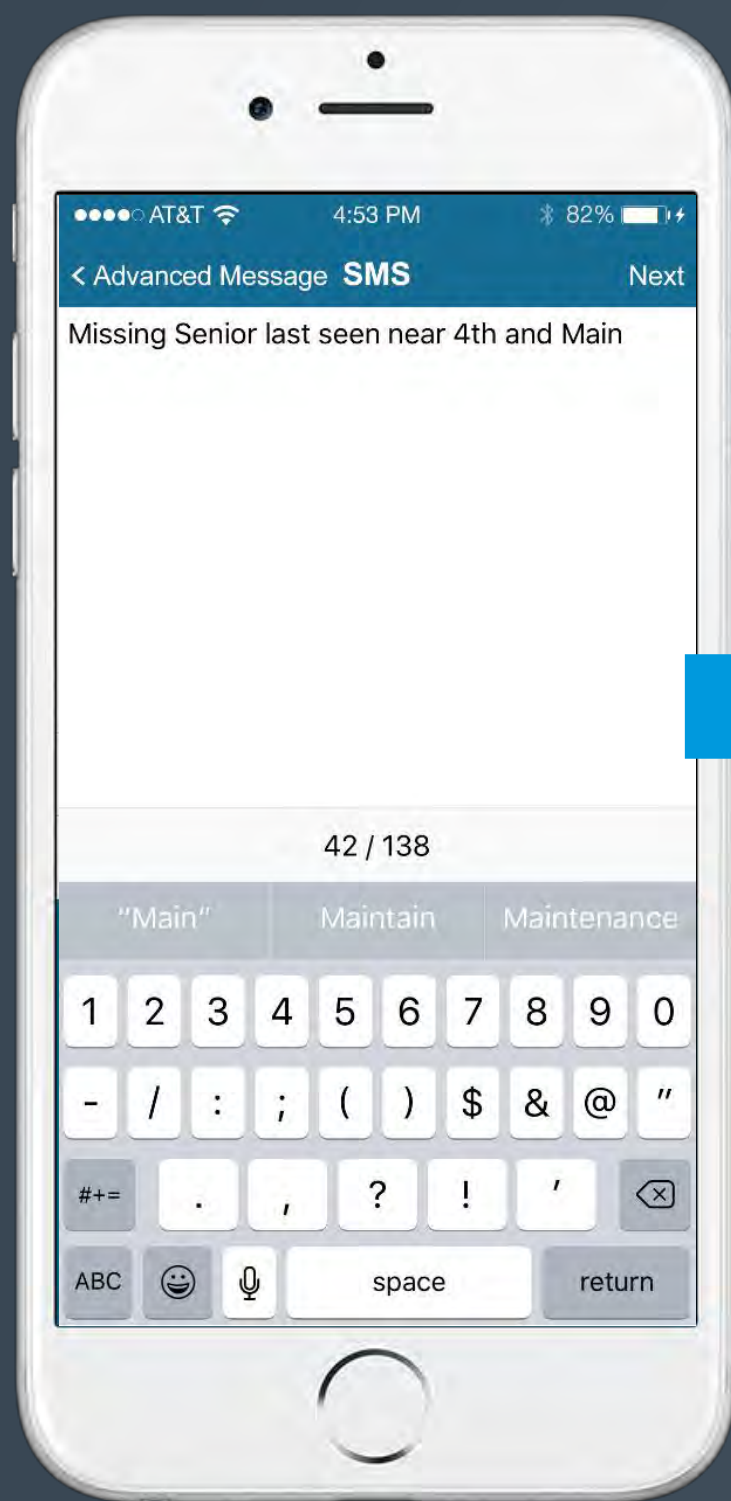 AT&T 4:53 PM 82%
< Advanced Message SMS Next
Missing Senior last seen near 4th and Main
42 / 138
"Main" Maintain Maintenance
1 2 3 4 5 6 7 8 9 0
- / : ; ( ) $ & @ "
#+= . , ? ! '
ABC space return